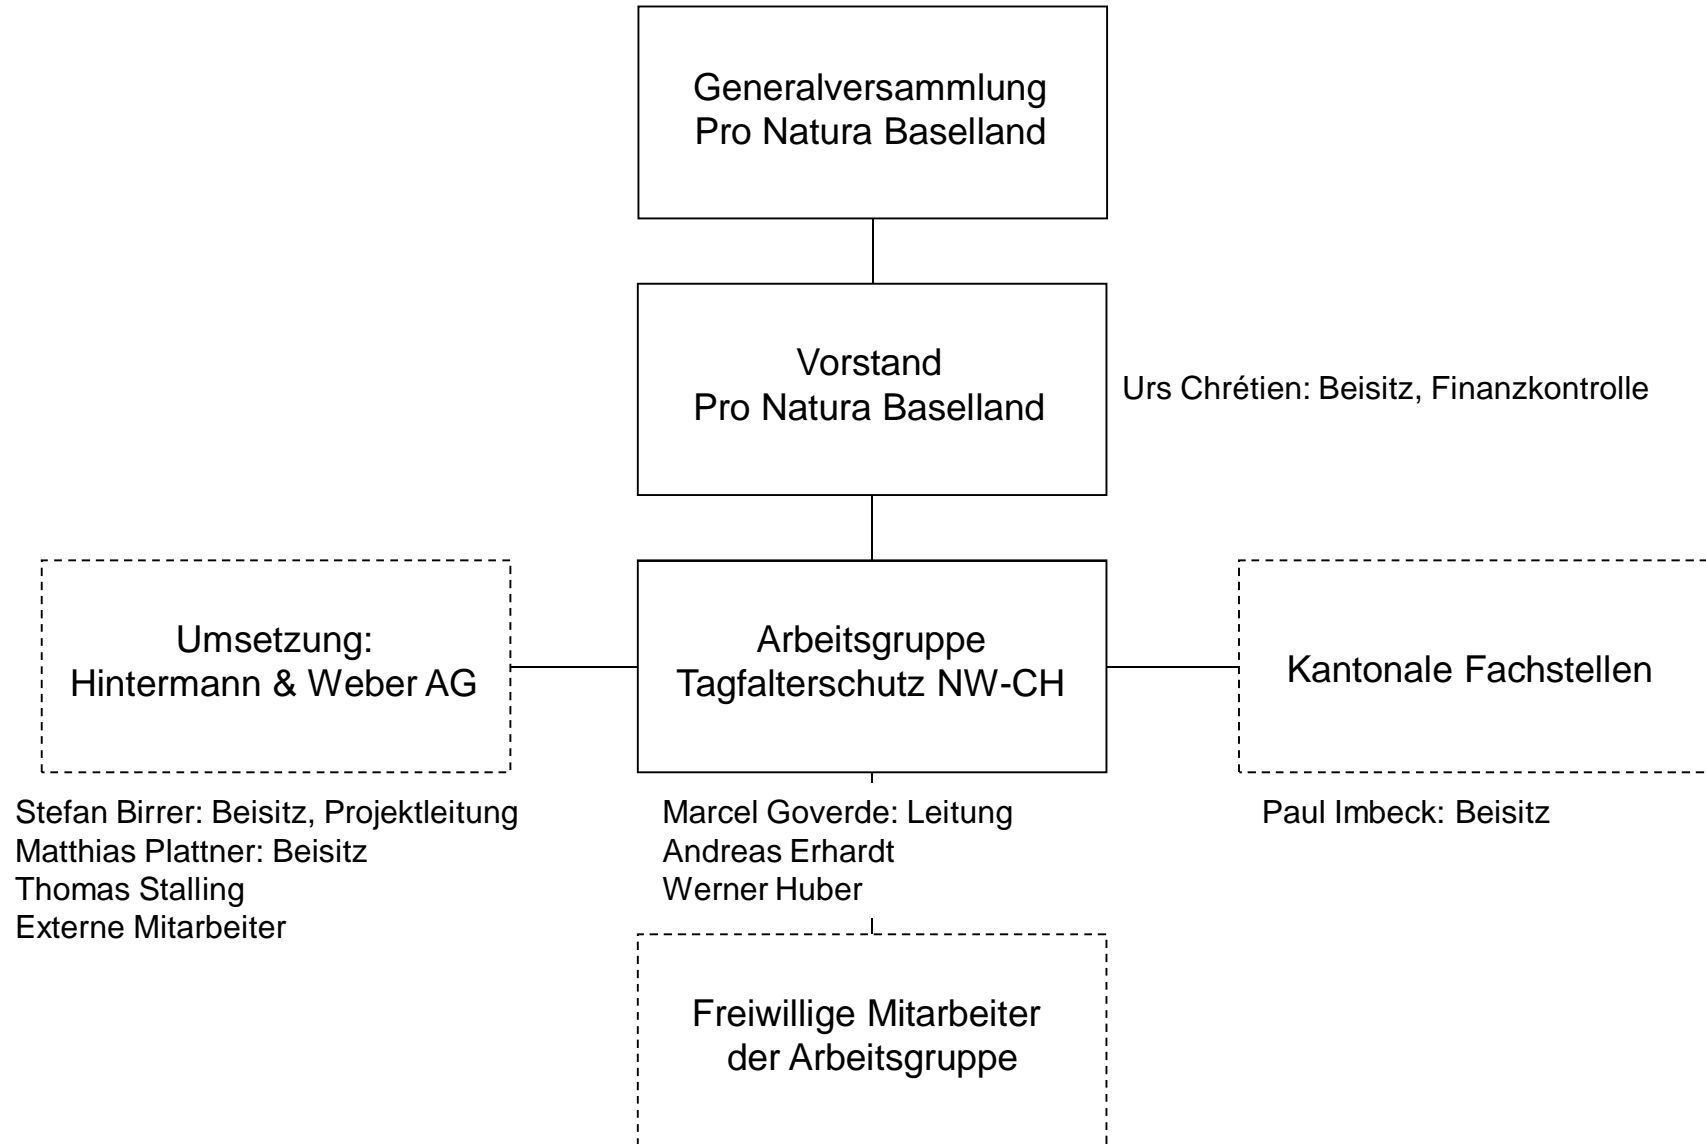 Generalversammlung
Pro Natura Baselland
Vorstand
Pro Natura Baselland
Urs Chrétien: Beisitz, Finanzkontrolle
Umsetzung:
Hintermann & Weber AG
Arbeitsgruppe
Tagfalterschutz NW-CH
Kantonale Fachstellen
Stefan Birrer: Beisitz, Projektleitung
Matthias Plattner: Beisitz
Thomas Stalling
Externe Mitarbeiter
Marcel Goverde: Leitung
Andreas Erhardt
Werner Huber
Paul Imbeck: Beisitz
Freiwillige Mitarbeiter
der Arbeitsgruppe